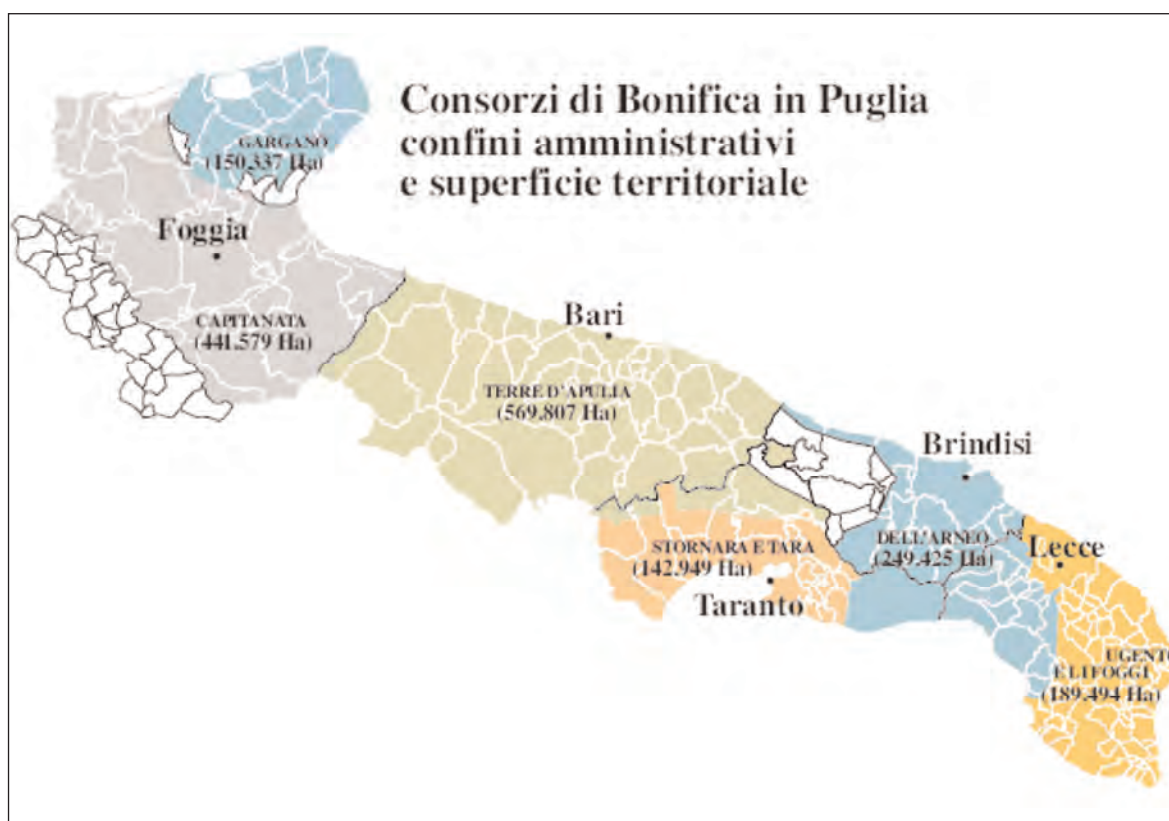 Consorzi di Bonifica in Puglia
confini amministrativi
e superficie territoriale
GARGANO
(150.337 Ha)
Foggia
CAPITANATA
(441.579 Ha)
Bari
TERRE D'APULIA
(569.807 Ha)
Brindisi
STORNARA E TARA
(142.949 Ha)
Taranto
DELL'ARNEO
(249.425 Ha)
Lecce
UGENTO
E LI FOGGI
(189.494 Ha)